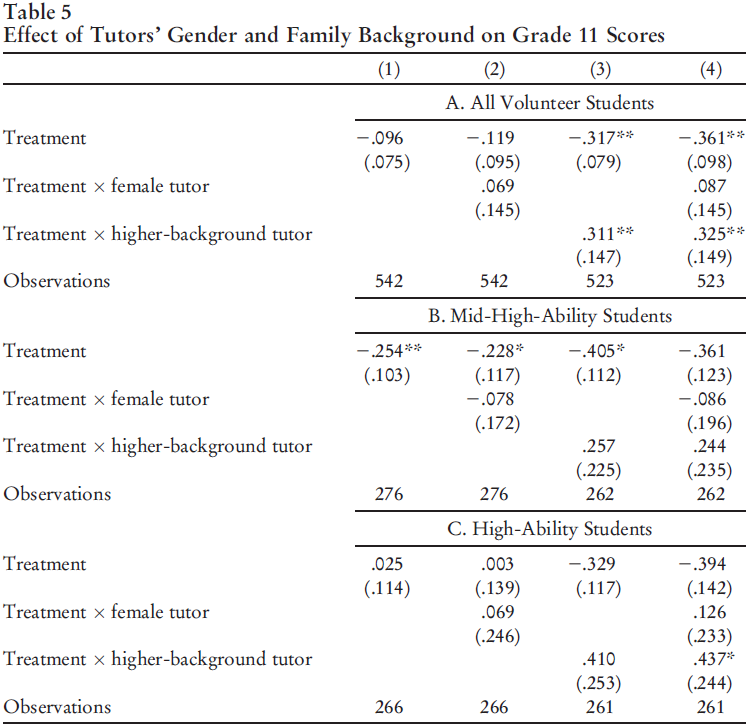 Table 5
Effect of Tutors’ Gender and Family Background on Grade 11 Scores
(1) (2) (3) (4)
A. All Volunteer Students
Treatment −.096 −.119 −.317** −.361**
(.075) (.095) (.079) (.098)
Treatment × female tutor .069 .087
(.145) (.145)
Treatment × higher-background tutor .311** .325**
(.147) (.149)
Observations 542 542 523 523
B. Mid-High-Ability Students
Treatment −.254** −.228* −.405* −.361
(.103) (.117) (.112) (.123)
Treatment × female tutor −.078 −.086
(.172) (.196)
Treatment × higher-background tutor .257 .244
(.225) (.235)
Observations 276 276 262 262
C. High-Ability Students
Treatment .025 .003 −.329 −.394
(.114) (.139) (.117) (.142)
Treatment × female tutor .069 .126
(.246) (.233)
Treatment × higher-background tutor .410 .437*
(.253) (.244)
Observations 266 266 261 261